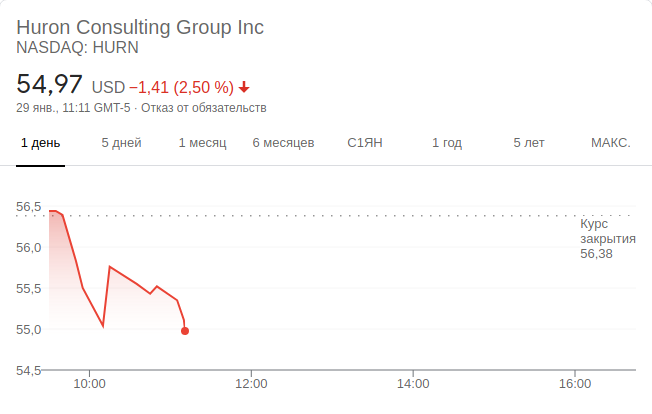 Huron Consulting Group Inc
NASDAQ: HURN
54,97 USD −1,41 (2,50 %)
29 янв., 11:11 GMT-5 · Отказ от обязательств
1 день 5 дней 1 месяц 6 месяцев С1ЯН 1 год 5 лет МАКС.
56,5
Курс
закрытия
56,38
56,0
55,5
55,0
54,5
10:00 12:00 14:00 16:00